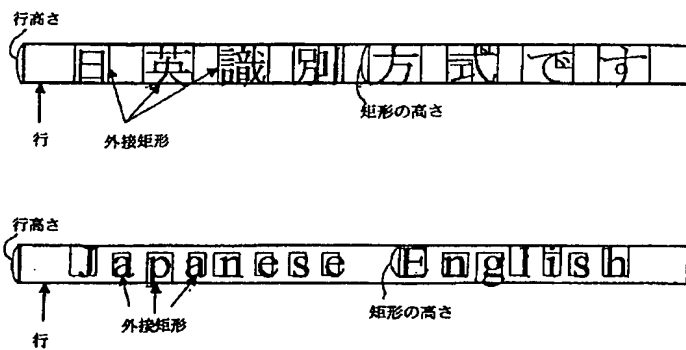 行高さ
日英識別方式です
矩形の高さ
行
外接矩形
行高さ
Japanese English
外接矩形
矩形の高さ
行